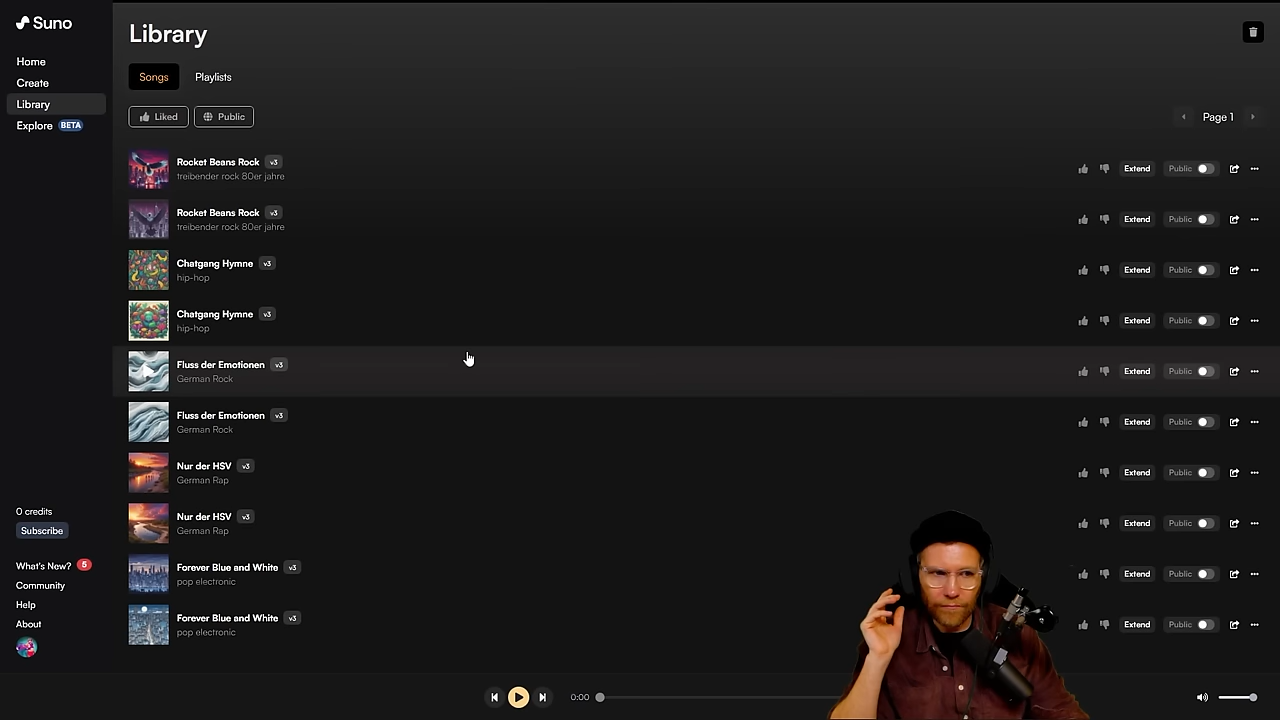 Suno
Library
Home
Create
Library
Explore BETA
Songs Playlists
Liked Public
Page 1
Rocket Beans Rock v3
treibender rock 80er jahre
Extend Public
Rocket Beans Rock v3
treibender rock 80er jahre
Extend Public
Chatgang Hymne v3
hip-hop
Extend Public
Chatgang Hymne v3
hip-hop
Extend Public
Fluss der Emotionen v3
German Rock
Extend Public
Fluss der Emotionen v3
German Rock
Extend Public
Nur der HSV v3
German Rap
Extend Public
Nur der HSV v3
German Rap
Extend Public
Forever Blue and White v3
pop electronic
Extend Public
Forever Blue and White v3
pop electronic
Extend Public
0 credits
Subscribe
What's New? 5
Community
Help
About
0:00